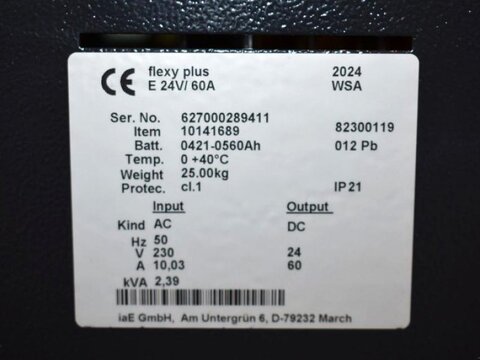 CE flexy plus 2024
E 24V/ 60A WSA
Ser. No. 627000289411
Item 10141689 82300119
Batt. 0421-0560Ah 012 Pb
Temp. 0 +40°C
Weight 25.00kg
Protec. cl.1 IP21
Input Output
Kind AC DC
Hz 50
V 230 24
A 10,03 60
kVA 2,39
iaE GmbH, Am Untergrün 6, D-79232 March